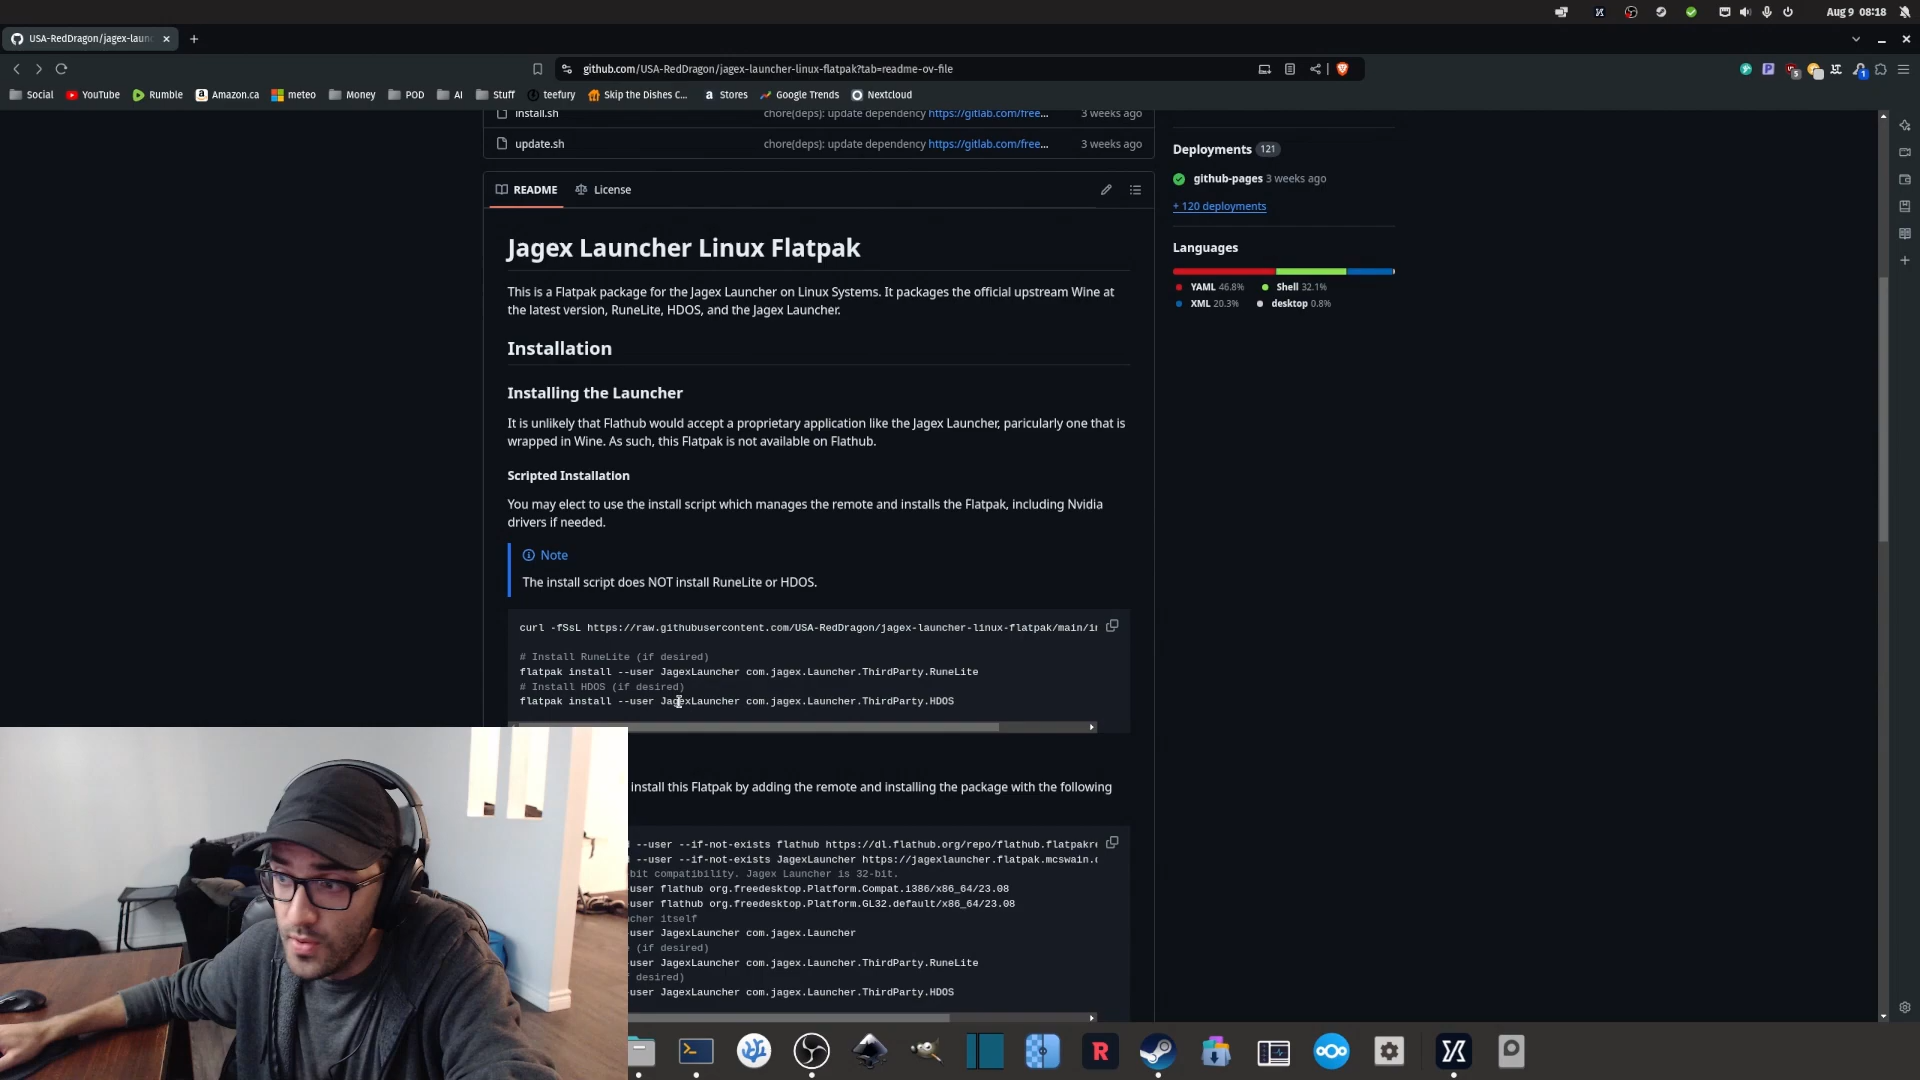 Aug 9 08:18
USA-RedDragon/jagex-laun
github.com/USA-RedDragon/jagex-launcher-linux-flatpak?tab=readme-ov-file
Social YouTube Rumble Amazon.ca meteo Money POD AI Stuff teefury Skip the Dishes C... Stores Google Trends Nextcloud
install.sh chore(deps): update dependency https://gitlab.com/free... 3 weeks ago
update.sh chore(deps): update dependency https://gitlab.com/free... 3 weeks ago
README License
Jagex Launcher Linux Flatpak
This is a Flatpak package for the Jagex Launcher on Linux Systems. It packages the official upstream Wine at
the latest version, RuneLite, HDOS, and the Jagex Launcher.
Installation
Installing the Launcher
It is unlikely that Flathub would accept a proprietary application like the Jagex Launcher, paricularly one that is
wrapped in Wine. As such, this Flatpak is not available on Flathub.
Scripted Installation
You may elect to use the install script which manages the remote and installs the Flatpak, including Nvidia
drivers if needed.
Note
The install script does NOT install RuneLite or HDOS.
curl -fSsL https://raw.githubusercontent.com/USA-RedDragon/jagex-launcher-linux-flatpak/main/in
# Install RuneLite (if desired)
flatpak install --user JagexLauncher com.jagex.Launcher.ThirdParty.RuneLite
# Install HDOS (if desired)
flatpak install --user JagexLauncher com.jagex.Launcher.ThirdParty.HDOS
install this Flatpak by adding the remote and installing the package with the following
--user --if-not-exists flathub https://dl.flathub.org/repo/flathub.flatpakre
--user --if-not-exists JagexLauncher https://jagexlauncher.flatpak.mcswain.d
bit compatibility. Jagex Launcher is 32-bit.
user flathub org.freedesktop.Platform.Compat.i386/x86_64/23.08
user flathub org.freedesktop.Platform.GL32.default/x86_64/23.08
cher itself
user JagexLauncher com.jagex.Launcher
(if desired)
user JagexLauncher com.jagex.Launcher.ThirdParty.RuneLite
desired)
user JagexLauncher com.jagex.Launcher.ThirdParty.HDOS
Deployments 121
github-pages 3 weeks ago
+ 120 deployments
Languages
YAML 46.8% Shell 32.1%
XML 20.3% desktop 0.8%